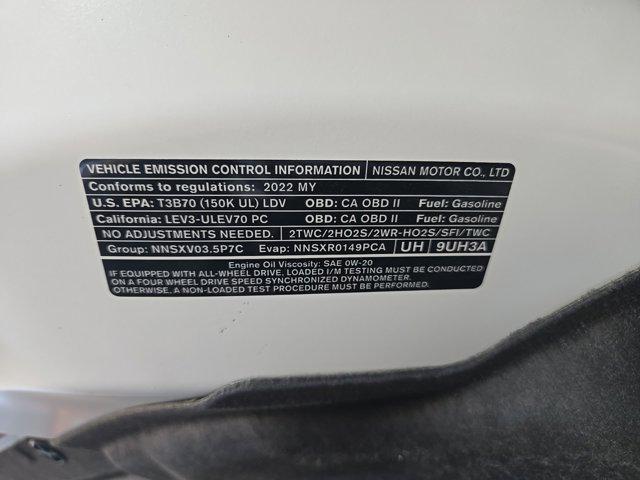 VEHICLE EMISSION CONTROL INFORMATION NISSAN MOTOR CO., LTD
Conforms to regulations: 2022 MY
U.S. EPA: T3B70 (150K UL) LDV OBD: CA OBD II Fuel: Gasoline
California: LEV3-ULEV70 PC OBD: CA OBD II Fuel: Gasoline
NO ADJUSTMENTS NEEDED. 2TWC/2HO2S/2WR-HO2S/SFI/TWC
Group: NNSXV03.5P7C Evap: NNSXR0149PCA UH 9UH3A
Engine Oil Viscosity: SAE 0W-20
IF EQUIPPED WITH ALL-WHEEL DRIVE, LOADED I/M TESTING MUST BE CONDUCTED
ON A FOUR WHEEL DRIVE SPEED SYNCHRONIZED DYNAMOMETER.
OTHERWISE, A NON-LOADED TEST PROCEDURE MUST BE PERFORMED.